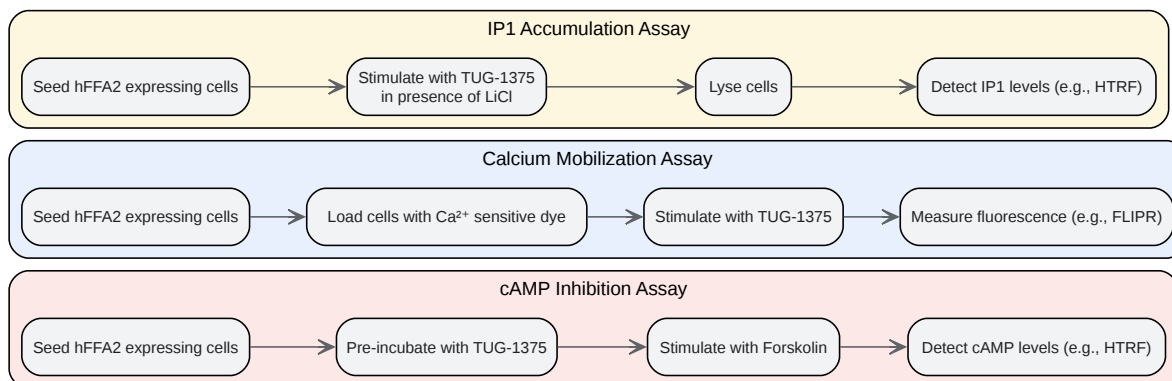 IP1 Accumulation Assay
Seed hFFA2 expressing cells
Stimulate with TUG-1375
in presence of LiCl
Lyse cells
Detect IP1 levels (e.g., HTRF)
Calcium Mobilization Assay
Seed hFFA2 expressing cells
Load cells with Ca²⁺ sensitive dye
Stimulate with TUG-1375
Measure fluorescence (e.g., FLIPR)
cAMP Inhibition Assay
Seed hFFA2 expressing cells
Pre-incubate with TUG-1375
Stimulate with Forskolin
Detect cAMP levels (e.g., HTRF)